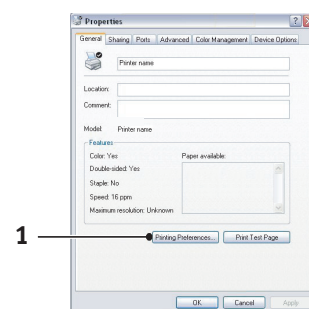 Properties
General Sharing Ports Advanced Color Management Device Options
Printer name
Location:
Comment:
Model: Printer name
Features
Color: Yes Paper available:
Double-sided: Yes
Staple: No
Speed: 16 ppm
Maximum resolution: Unknown
1 Printing Preferences... Print Test Page
OK Cancel Apply